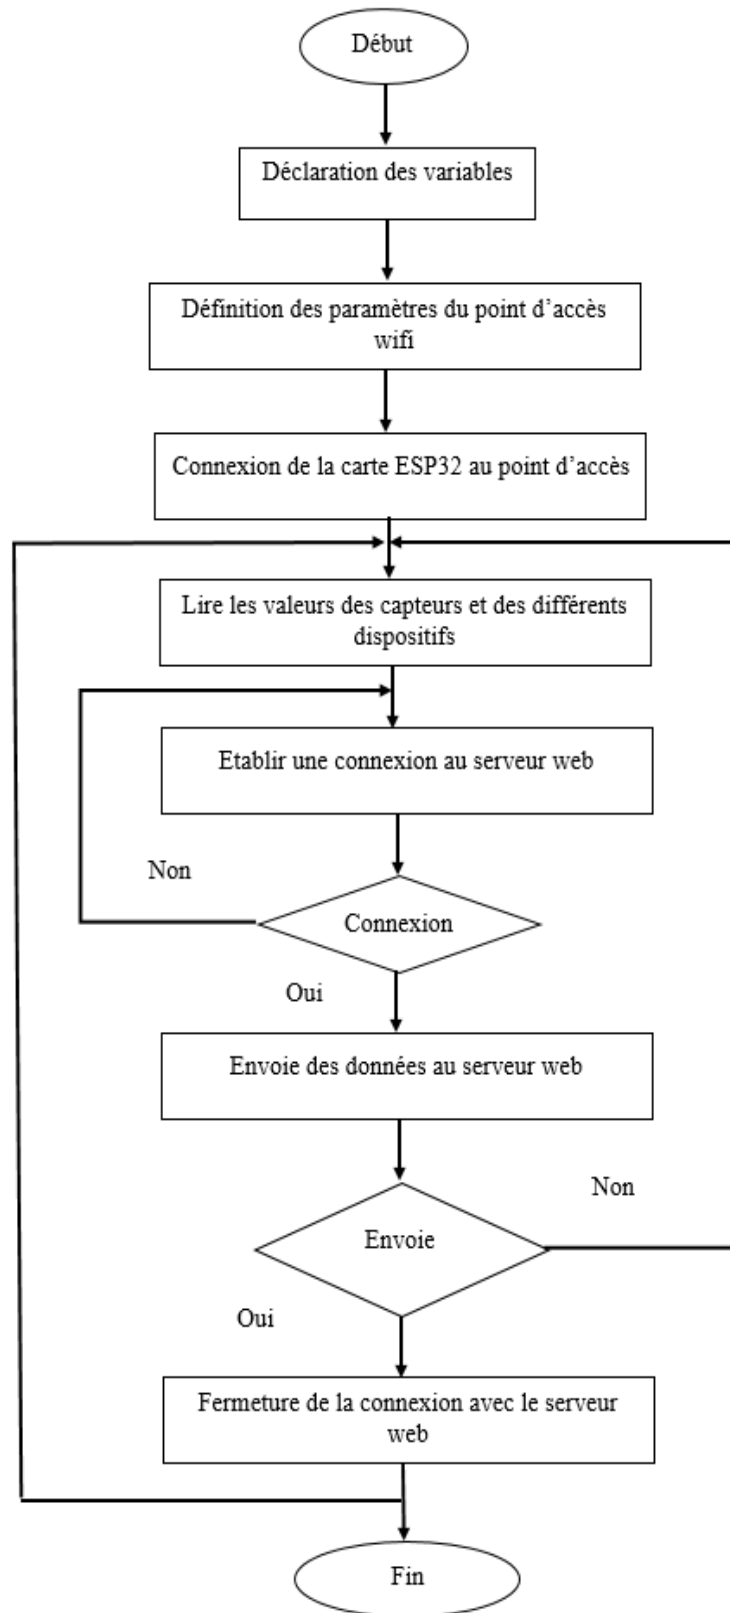 Début
Déclaration des variables
Définition des paramètres du point d’accès
wifi
Connexion de la carte ESP32 au point d’accès
Lire les valeurs des capteurs et des différents
dispositifs
Etablir une connexion au serveur web
Non
Connexion
Oui
Envoie des données au serveur web
Non
Envoie
Oui
Fermeture de la connexion avec le serveur
web
Fin